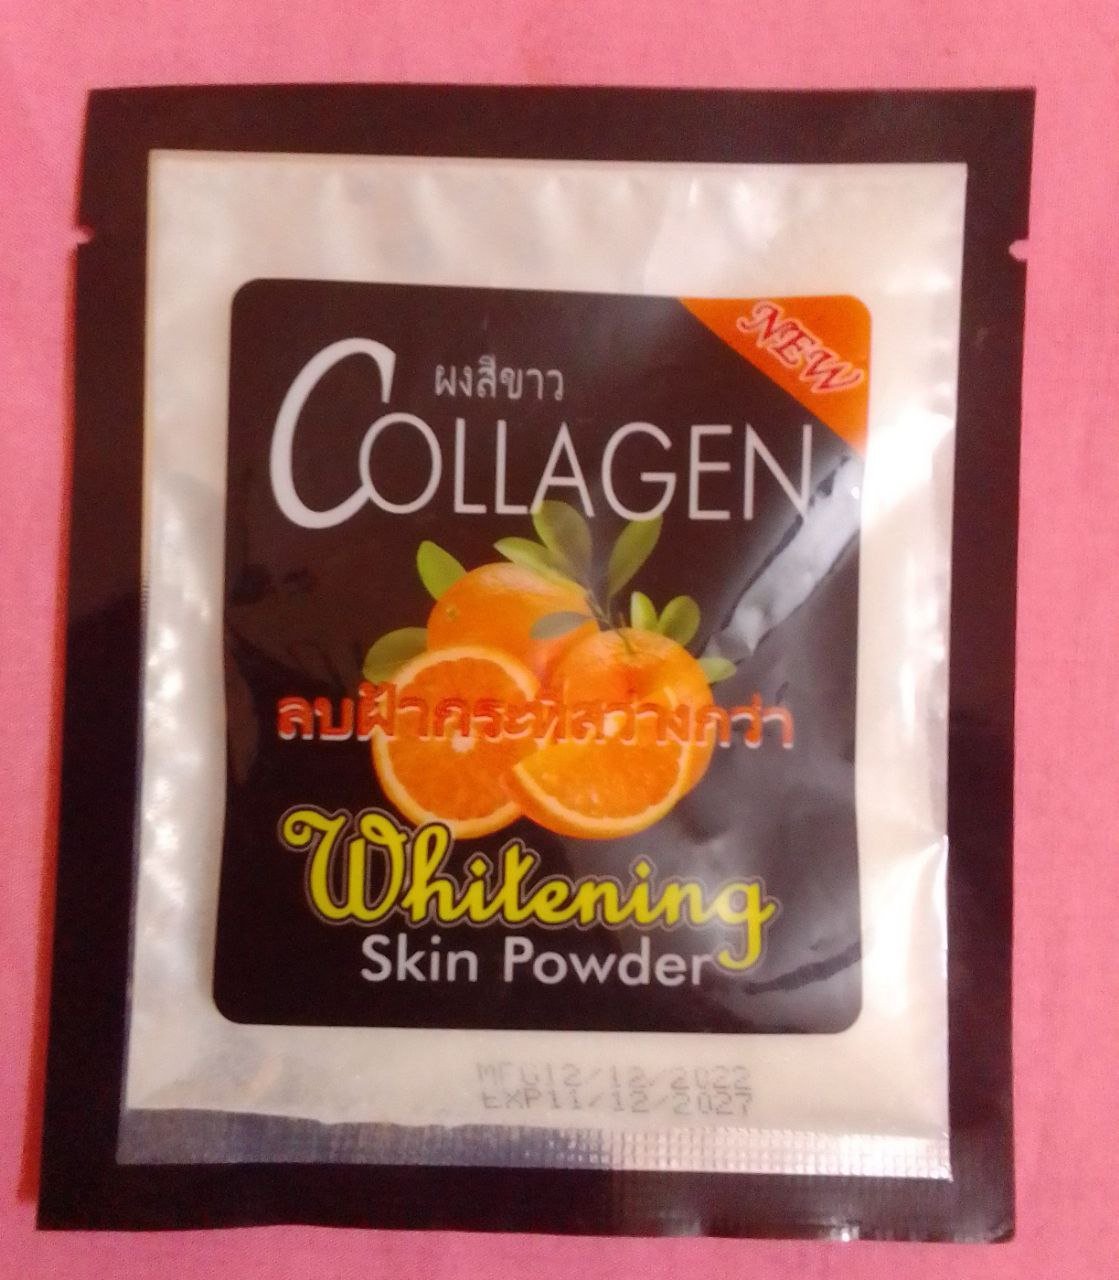 NEW
ผงสีขาว
COLLAGEN
ลบฝ้ากระที่สว่างกว่า
Whitening
Skin Powder
MFG12/12/2022
EXP11/12/2027